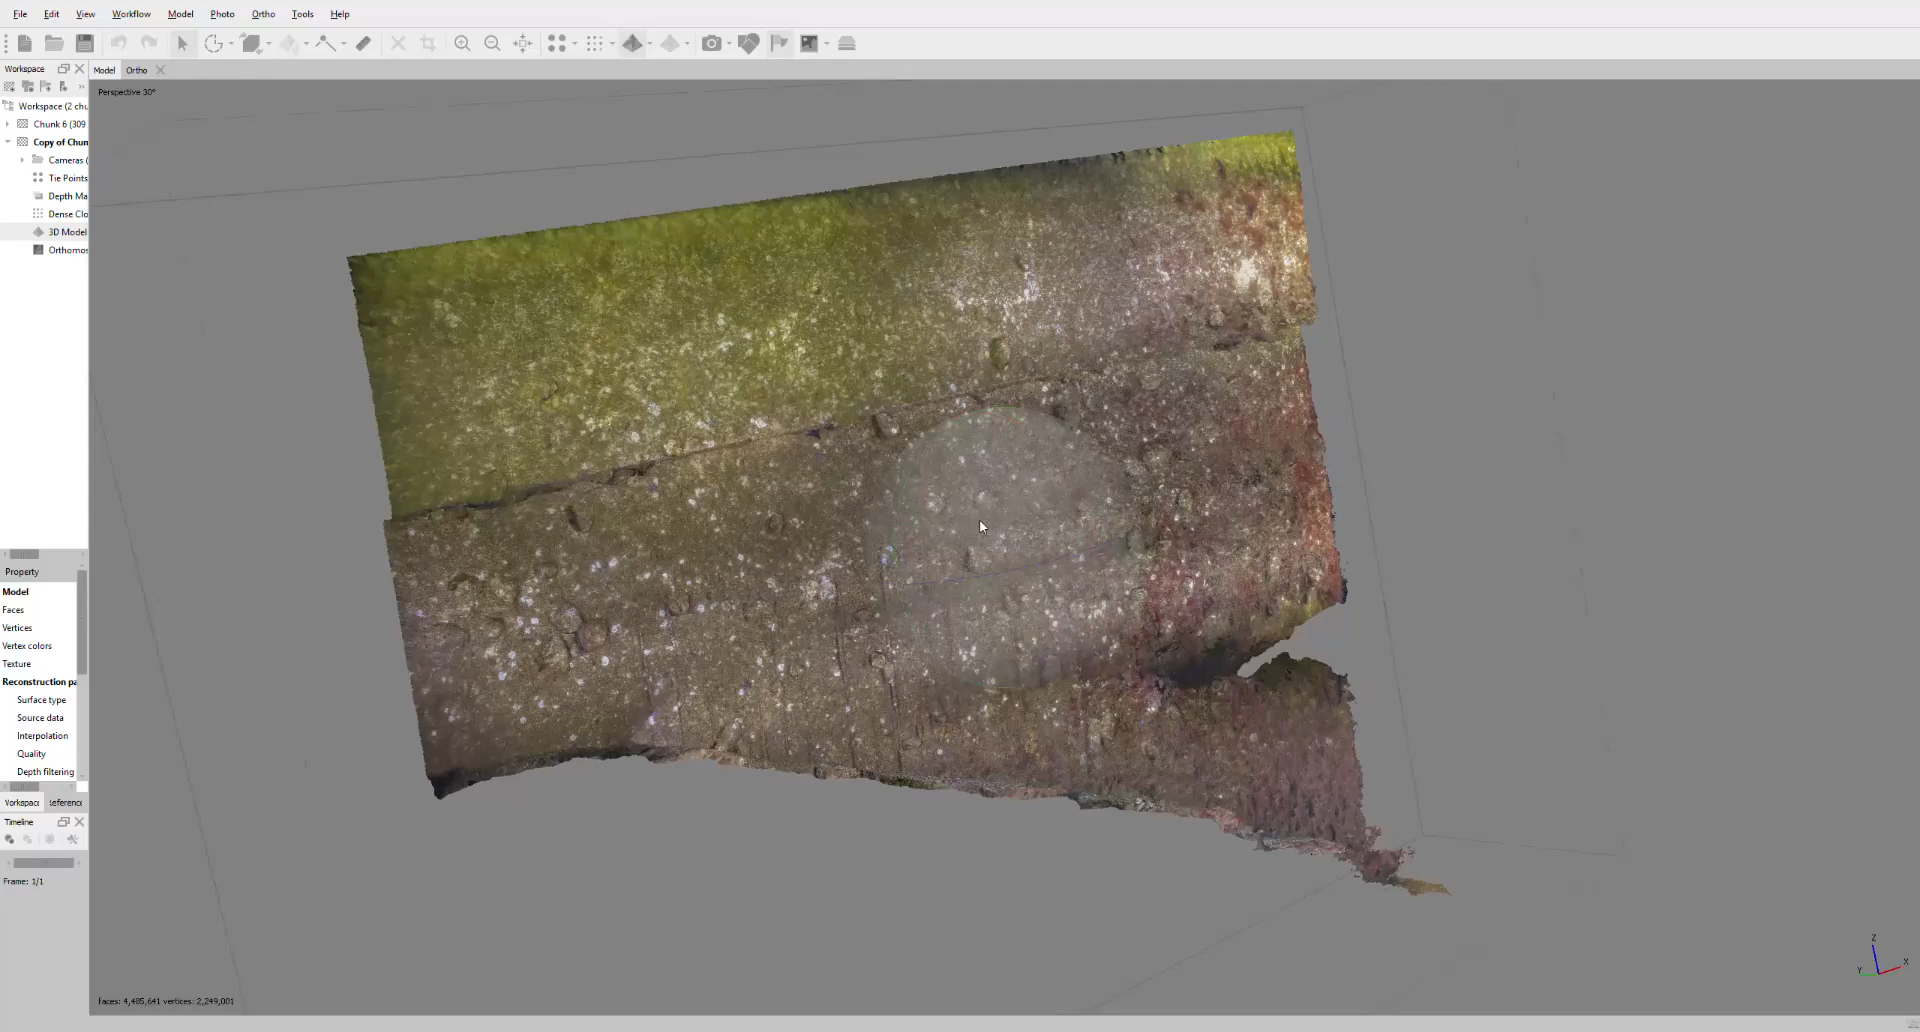 File Edit View Workflow Model Photo Ortho Tools Help
Workspace
Model Ortho
Perspective 30°
Workspace (2 chu
Chunk 6 (309
Copy of Chun
Cameras (
Tie Points
Depth Ma
Dense Clo
3D Model
Orthomos
Property
Model
Faces
Vertices
Vertex colors
Texture
Reconstruction pa
Surface type
Source data
Interpolation
Quality
Depth filtering
Workspace Reference
Timeline
Frame: 1/1
faces: 4,485,641 vertices: 2,249,001
Z
Y X